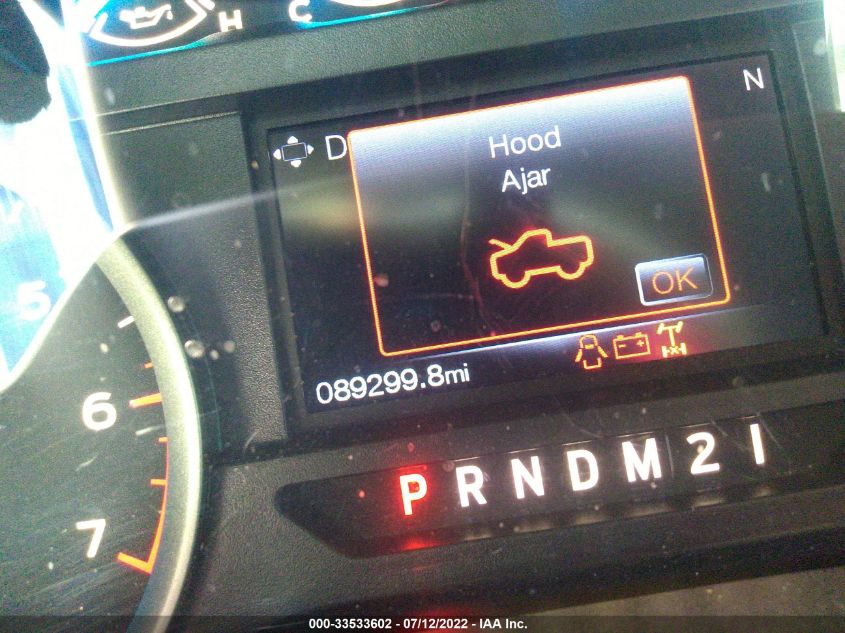 H
C
N
D
Hood
Ajar
OK
089299.8mi
5
6
7
P R N D M 2 1
000-33533602 - 07/12/2022 - IAA Inc.